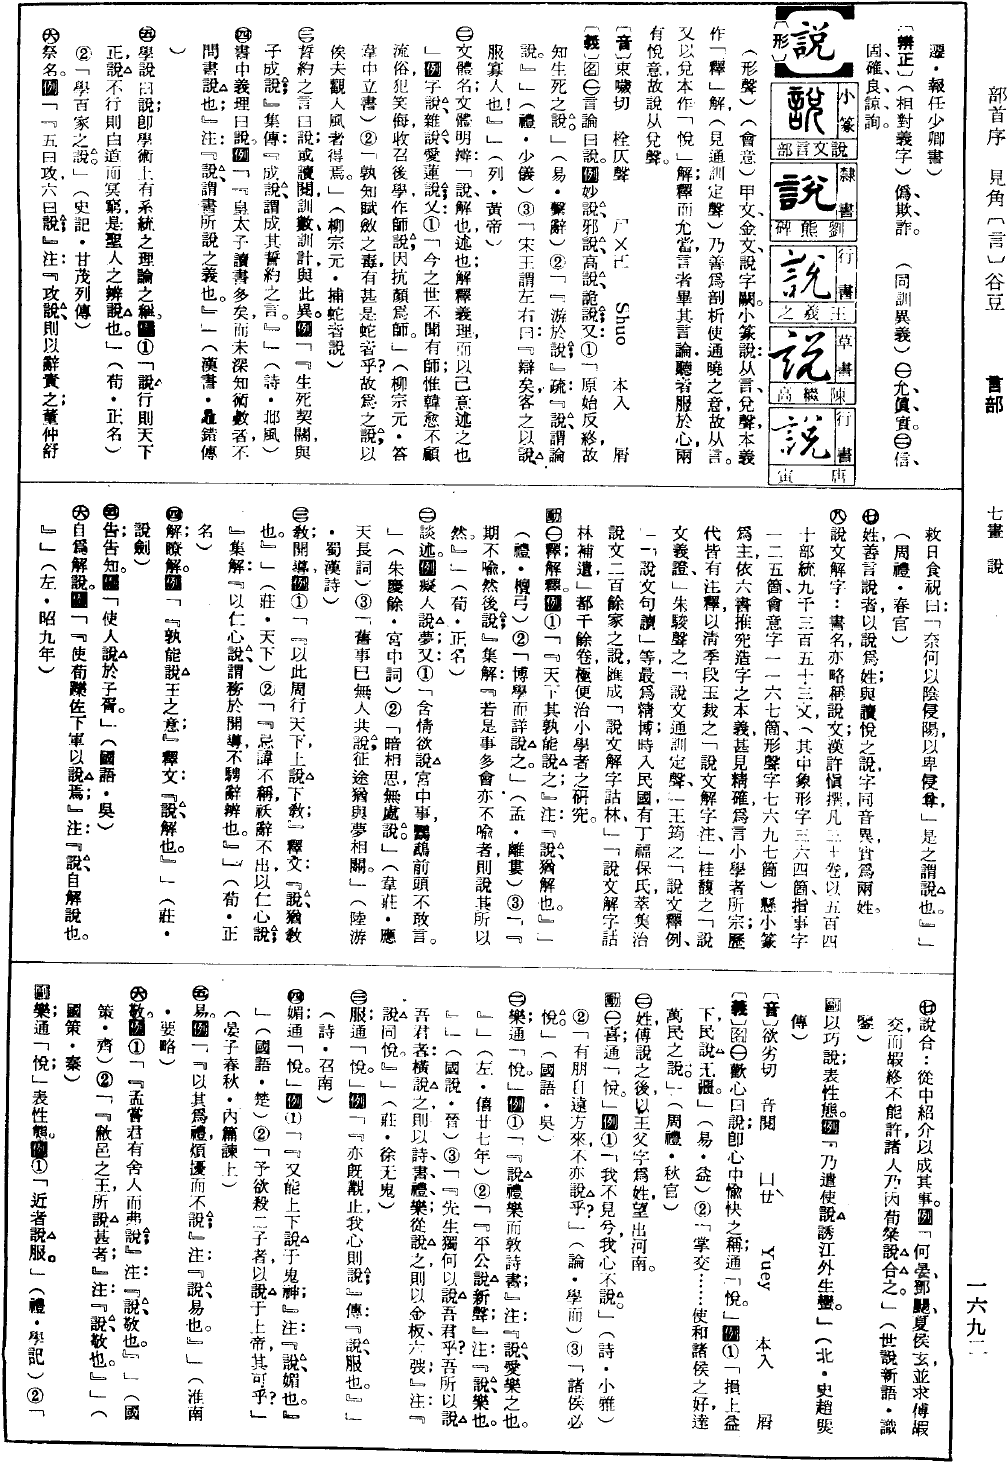 部首序　見角〔言〕谷豆　　言部　　七畫　說　　一六九二
遷・報任少卿書）
〔辨正〕（相對義字）僞、欺、詐。　（同訓異義）㊀允、眞、實。㊁信、
固、確、良、諒、詢。
說
小篆　說文言部
隸書　劉熊碑
行書　王羲之
草書　陳繼高
行書　唐寅
〔形〕
（形聲）（會意）甲文、金文、說字闕。小篆說：从言，兌聲，本義
作「釋」解，（見通訓定聲）乃善爲剖析使通曉之意，故从言。
又以兌本作「悅」解，釋而允當，言者畢其言論，聽者服於心，兩
有悅意，故說从兌聲。
〔音〕束囈切　栓仄聲　ㄕㄨㄛ　Shuo　本入　屑
〔義〕名㊀言論曰說。例妙說、邪說、高說、詭說；又：①「原始反終，故
知生死之說。」（易・繫辭）②「『游於說』疏：『說，謂論
說。』」（禮・少儀）③「宋王謂左右曰：『辯矣，客之以說
服寡人也！』」（列・黃帝）
㊁文體名，文體明辨：「說，解也，述也，解釋義理而以己意述之也
」例字說、雜說、愛蓮說；又：①「今之世不聞有師，惟韓愈不顧
流俗，犯笑侮，收召後學，作師說，因抗顏爲師。」（柳宗元・答
韋中立書）②「孰知賦斂之毒，有甚是蛇者乎？故爲之說，以
俟夫觀人風者得焉。」（柳宗元・捕蛇者說）
㊂誓約之言曰說，或讀閱訓數，訓計，與此異。例「『生死契闊，與
子成說』集傳：『成說，謂成其誓約之言。』」（詩・邶風）
㊃書中義理曰說。例「『皇太子讀書多矣，而未深知術數者，不
問書說也』注：『說，謂書所說之義也。』」（漢書・鼂錯傳
）
㊄學說曰說，卽學術上有系統之理論之稱。例①「說行則天下
正，說不行則白道而冥窮，是聖人之辨說也。」（荀・正名）
②「學百家之說。」（史記・甘茂列傳）
㊅祭名。例「『五曰攻，六曰說』注：『攻說，則以辭責之，董仲舒
救日食，祝曰：「奈何以陰侵陽，以卑侵尊」是之謂說也。』」
（周禮・春官）
㊆姓，善言說者以說爲姓，與讀悅之說字同音異，實爲兩姓。
㊇說文解字：書名，亦略稱說文；漢許愼撰，凡三十卷，以五百四
十部統九千三百五十三文，（其中象形字三六四箇，指事字
一二五箇，會意字一一六七箇，形聲字七六九七箇）懸小篆
爲主，依六書推究造字之本義，甚見精確，爲言小學者所宗；歷
代皆有注釋，以清季段玉裁之「說文解字注」，桂馥之「說
文義證」，朱駿聲之「說文通訓定聲」，王筠之「說文釋例、
」「說文句讀」等最爲精博；時入民國，有丁福保氏萃集治
說文二百餘家之說，匯成「說文解字詁林」，「說文解字詁
林補遺」都千餘卷，極便治小學者之研究。
動㊀釋，解釋。例①「『天下其孰能說之』注：『說，猶解也。』」
（禮・檀弓）②「博學而詳說之。」（孟・離婁）③「『
期不喻然後說』集解：『若是事多，會亦不喻者，則說其所以
然。』」（荀・正名）
㊁談述。例癡人說夢；又：①「含情欲說宮中事，鸚鵡前頭不敢言。
」（朱慶餘・宮中詞）②「暗相思，無處說。」（韋莊・應
天長詞）③「舊事已無人共說，征途猶與夢相關。」（陸游
・蜀漢詩）
㊂敎，開導。例①「『以此周行天下，上說下敎』釋文：『說，猶敎
也。』」（莊・天下）②「『忌諱不稱，祅辭不出，以仁心說』
『集解：『以仁心說，謂務於開導，不騁辭辨也。』」（荀・正
名）
㊃解，瞭解。例「『孰能說王之意』釋文：『說，解也。』」（莊・
說劍）
㊄告，告知。例「使人說於子胥。」（國語・吳）
㊅自爲解說。例「『使荀躒佐下軍以說焉』注：『說，自解說也。
』」（左・昭九年）
㊆說合：從中紹介以成其事。例「何晏、鄧颺、夏侯玄並求傅嘏
交，而嘏終不能許，諸人乃因荀粲說合之。」（世說新語・識
鑒）
副以巧說表性態。例「乃遣使說誘江外生蠻。」（北・史趙煚
傳）
〔音〕欲劣切　音閱　ㄩㄝˋ　Yuey　本入　屑
〔義〕名㊀歡心曰說，卽心中愉快之稱，通「悅」例①「損上益
下，民說无疆。」（易・益）②「掌交……使和諸侯之好，達
萬民之說。」（周禮・秋官）
㊁姓，傅說之後，以王父字爲姓，望出河南。
動㊀喜，通「悅」。例①「我不見兮，我心不說。」（詩・小雅）
②「有朋自遠方來，不亦說乎？」（論・學而）③「諸侯必
悅。」（國語・吳）
㊁樂，通「悅」例①「『說禮樂而敦詩書』注：『說，愛樂之也。
』」（左・僖廿七年）②「『平公說新聲』注：『說，樂也。
』」（國說・晉）③「『先生獨何以說吾君乎？吾所以說
吾君者，橫說之，則以詩書禮樂；從說之，則以金板六弢』注：『
說同悅。』」（莊・徐无鬼）
㊂服，通「悅。」例「『亦旣覯止，我心則說』傳：『說，服也。』」
（詩・召南）
㊃媚，通「悅。」例①「『又能上下說于鬼神』注：『說，媚也。』
」（國語・楚）②「予欲殺二子者以說于上帝，其可乎？」
（晏子春秋・內篇諫上）
㊄易。例「『以其爲禮煩擾而不說』注：『說，易也。』」（淮南
・要略）
㊅敬。例①「『孟嘗君有舍人而弗說』注：『說，敬也。』」（國
策・齊）②「『敝邑之王所說甚者』注：『說，敬也。』」（
國策・秦）
副樂，通「悅，」表性態。例①「近者說服。」（禮・學記）②「